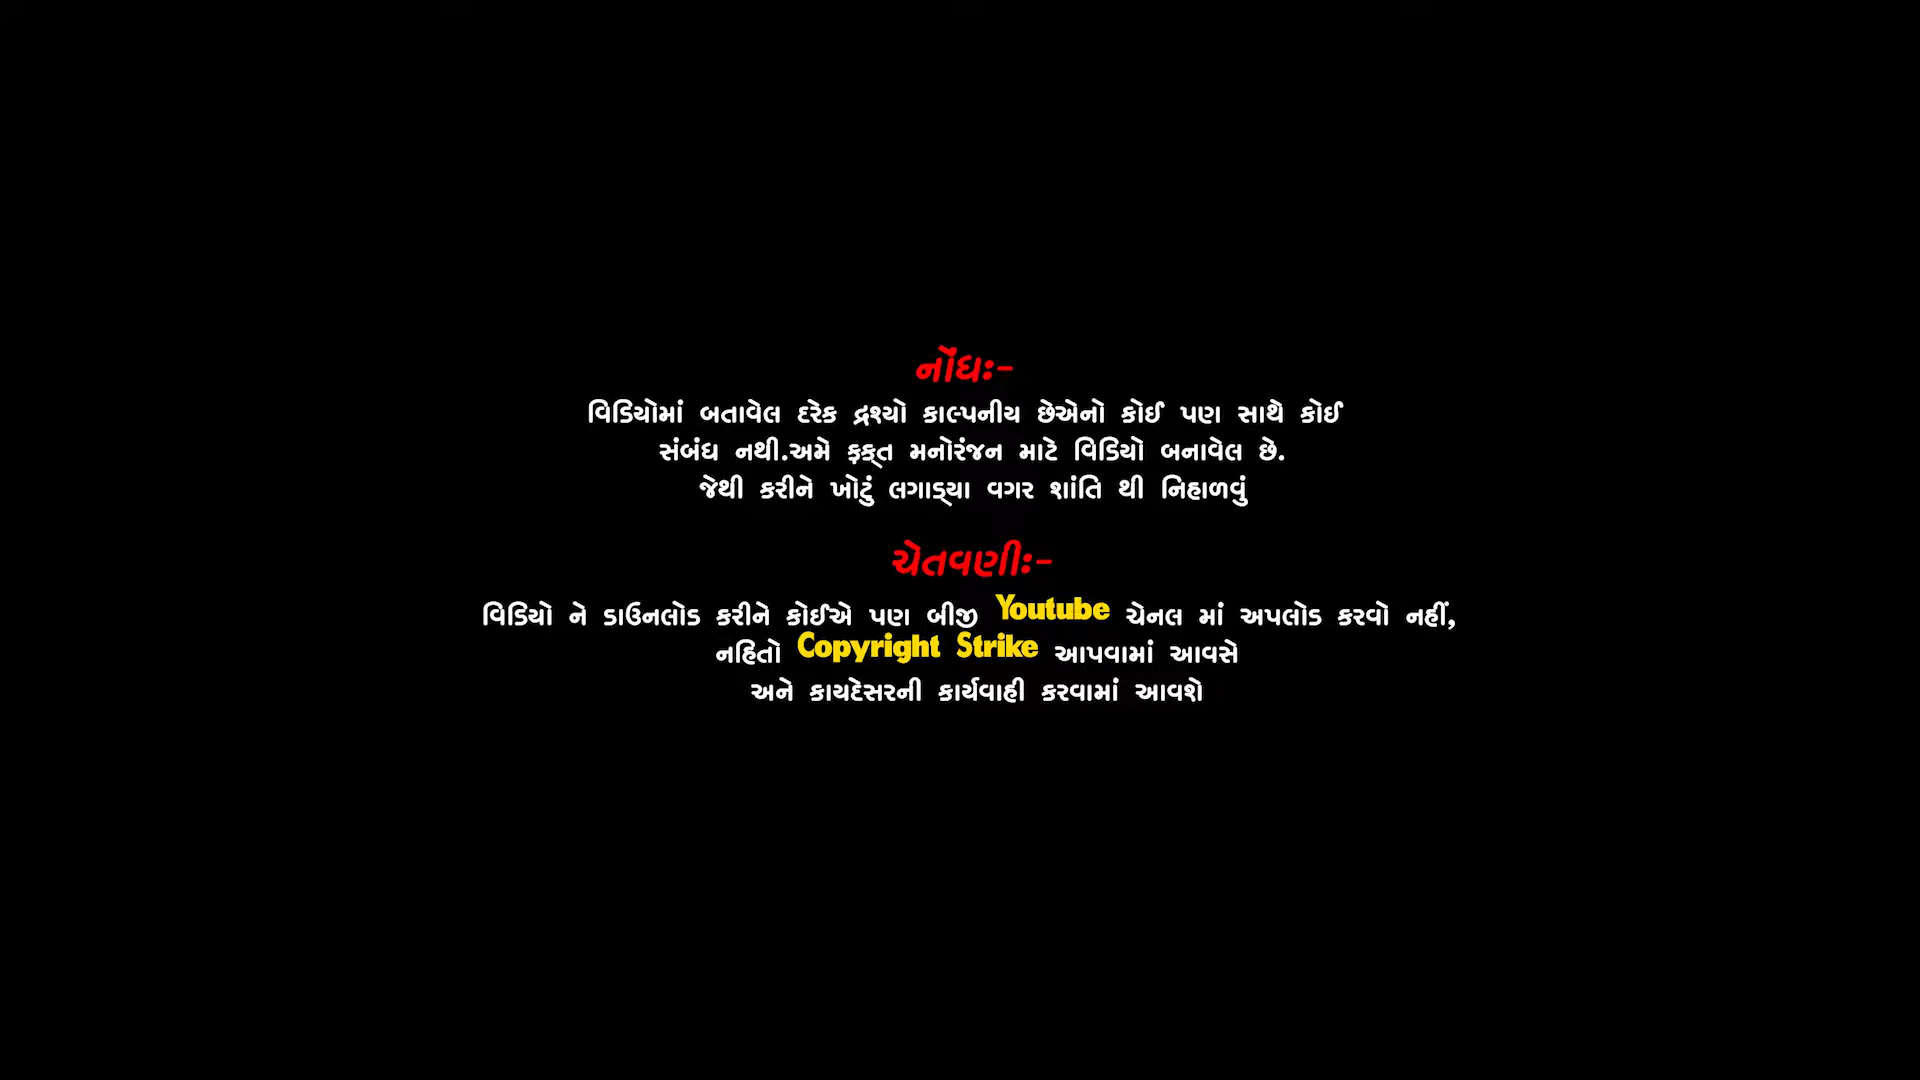 નોંધઃ-
વિડિયોમાં બતાવેલ દરેક દ્રશ્યો કાલ્પનીય છેએનો કોઈ પણ સાથે કોઈ
સંબંધ નથી.અમે ફક્ત મનોરંજન માટે વિડિયો બનાવેલ છે.
જેથી કરીને ખોટું લગાડ્યા વગર શાંતિ થી નિહાળવું
ચેતવણીઃ-
વિડિયો ને ડાઉનલોડ કરીને કોઈએ પણ બીજી Youtube ચેનલ માં અપલોડ કરવો નહીં,
નહિતો Copyright Strike આપવામાં આવસે
અને કાયદેસરની કાર્યવાહી કરવામાં આવશે